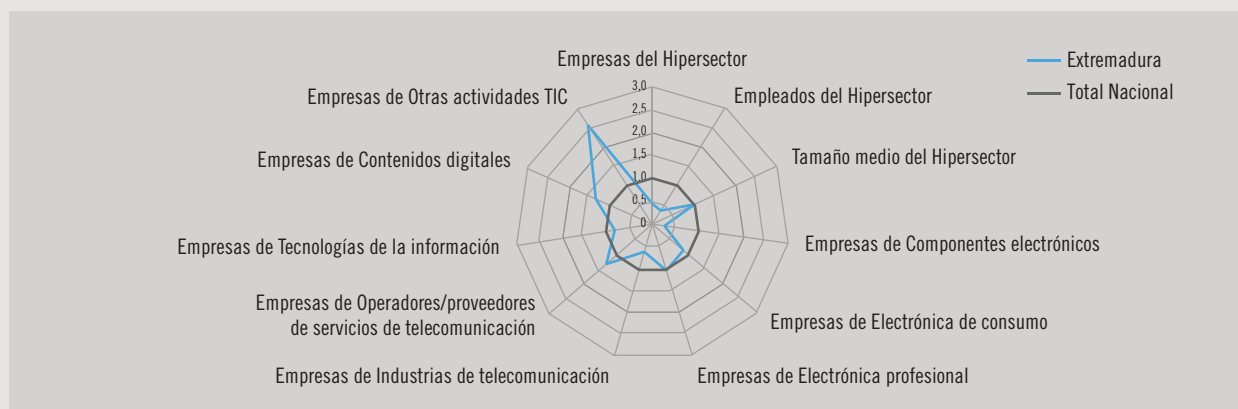 Empresas del Hipersector
Extremadura
Total Nacional
Empresas de Otras actividades TIC
Empleados del Hipersector
Empresas de Contenidos digitales
Tamaño medio del Hipersector
Empresas de Tecnologías de la información
Empresas de Componentes electrónicos
Empresas de Operadores/proveedores
de servicios de telecomunicación
Empresas de Electrónica de consumo
Empresas de Industrias de telecomunicación
Empresas de Electrónica profesional
3,0
2,5
2,0
1,5
1,0
0,5
0